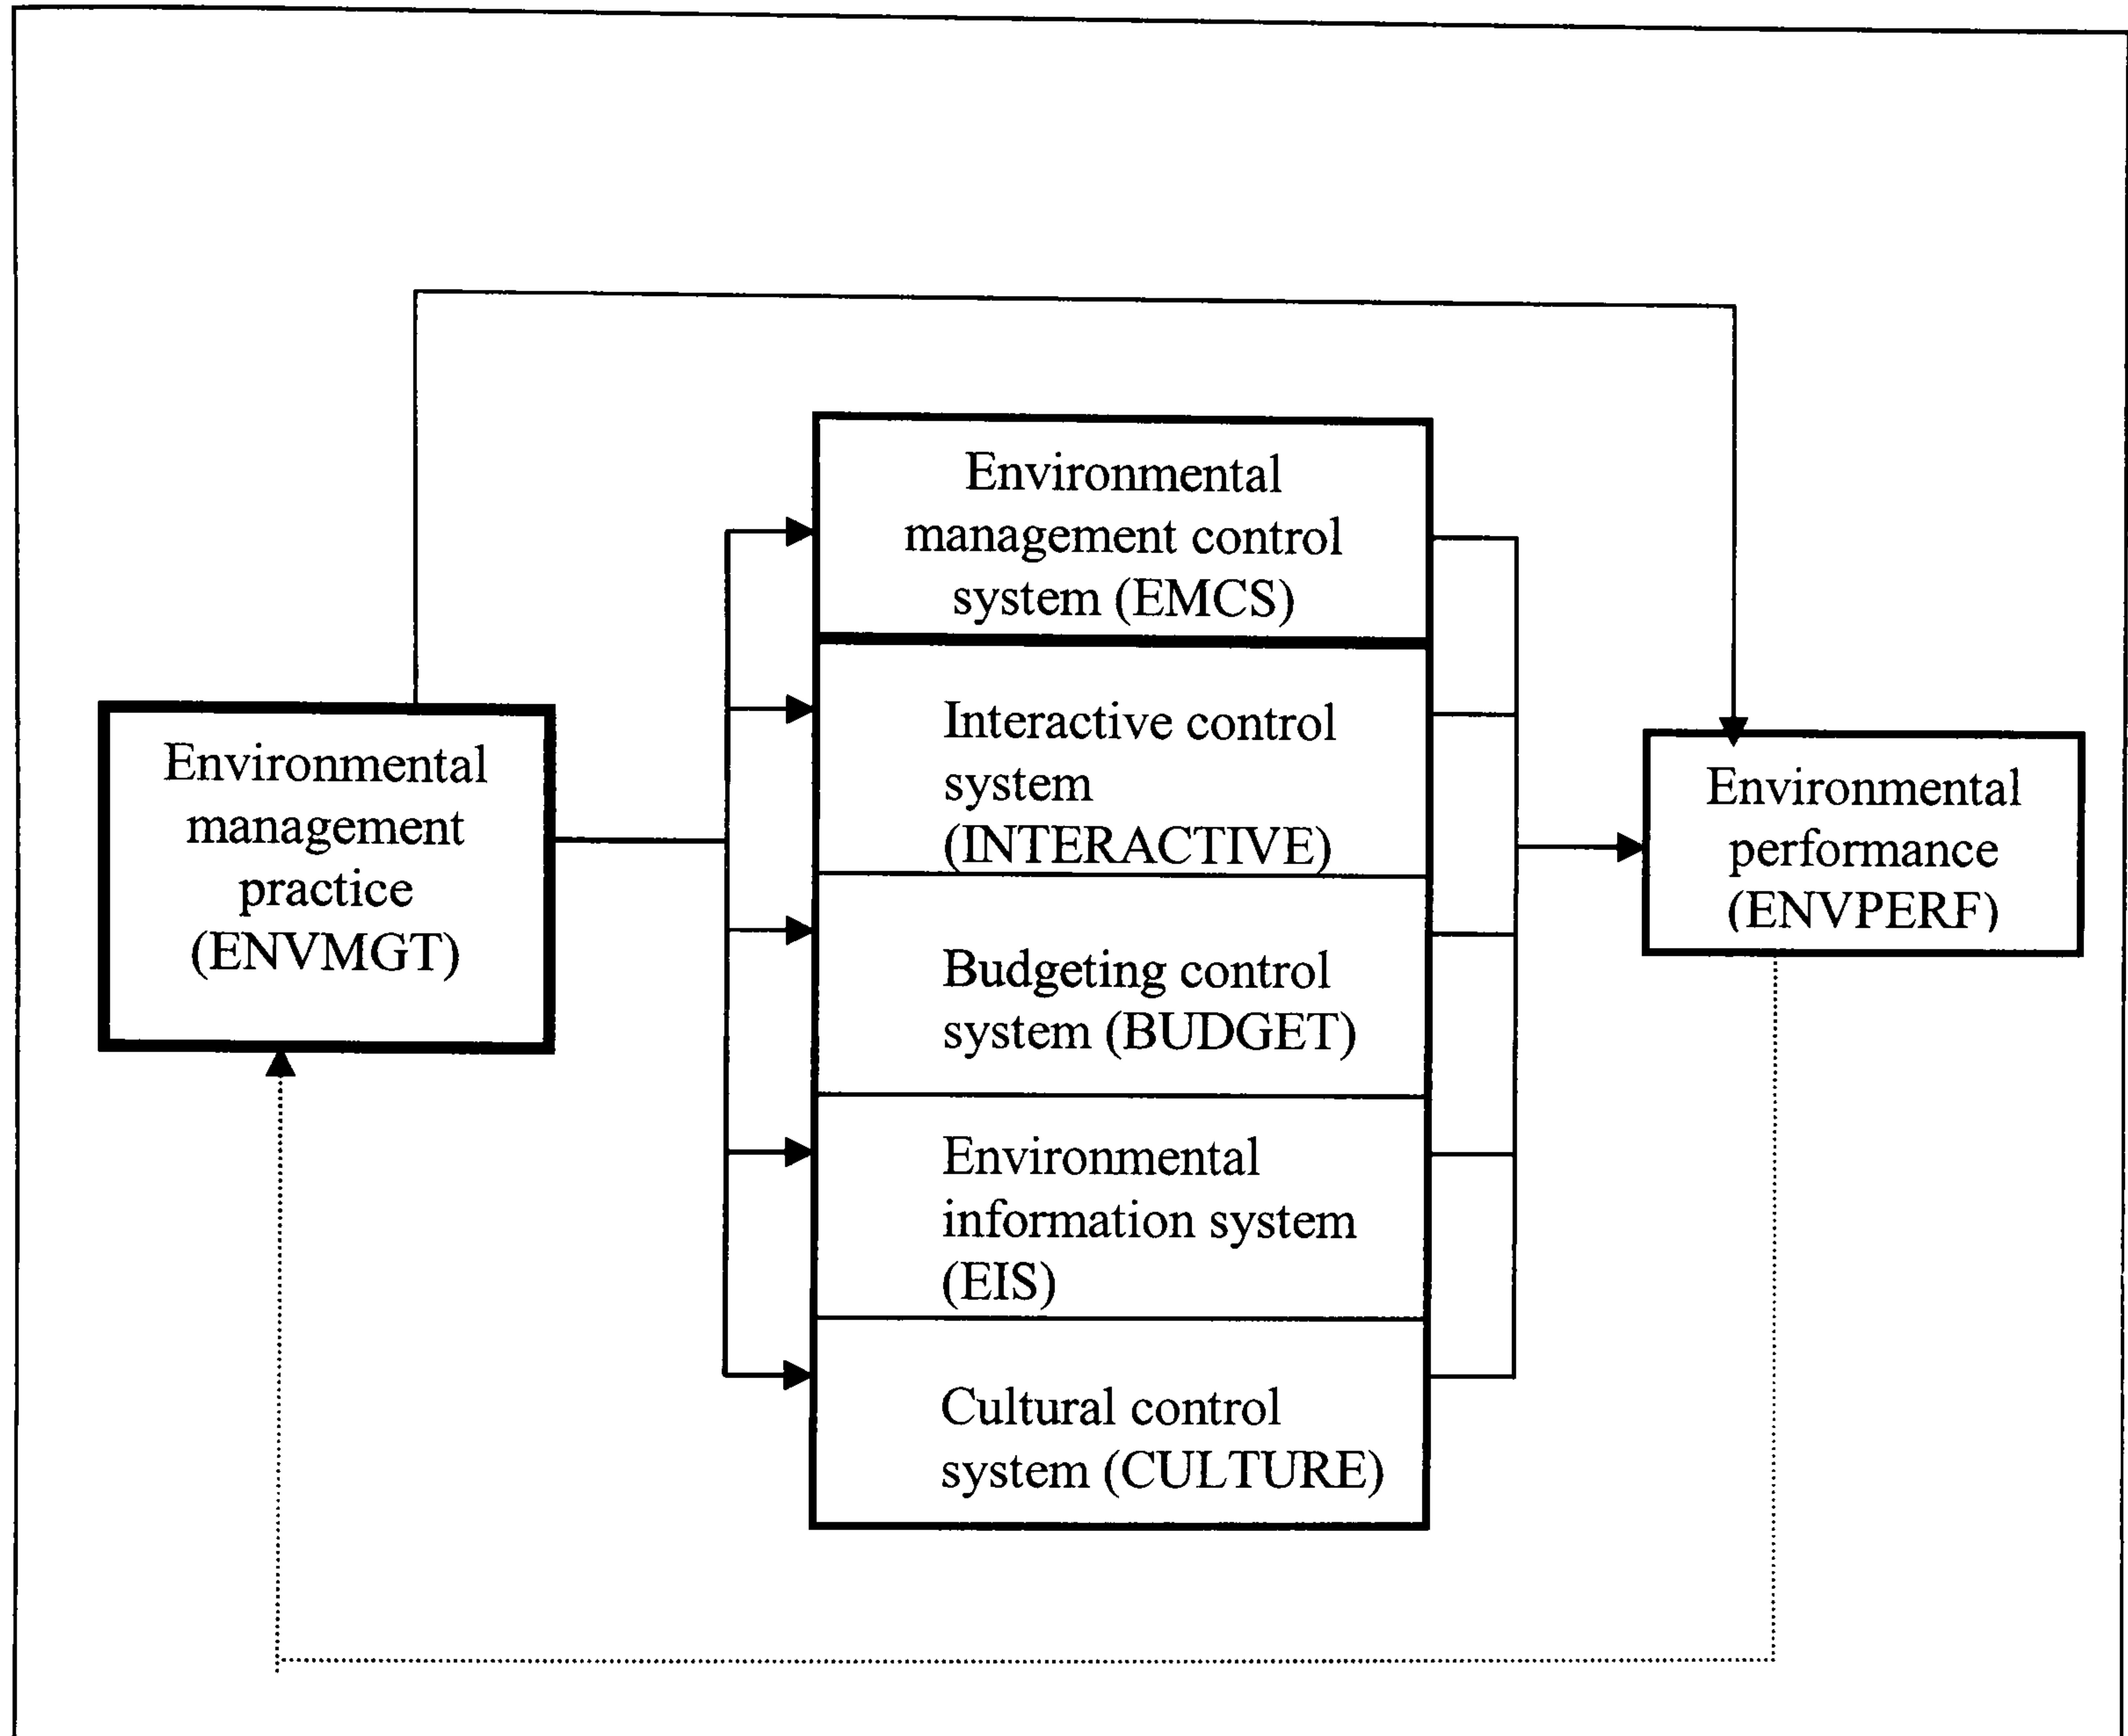 Environmental
management control
system (EMCS)
Interactive control
system
(INTERACTIVE)
Environmental
management
practice
(ENVMGT)
Environmental
performance
(ENVPERF)
Budgeting control
system (BUDGET)
Environmental
information system
(EIS)
Cultural control
system (CULTURE)